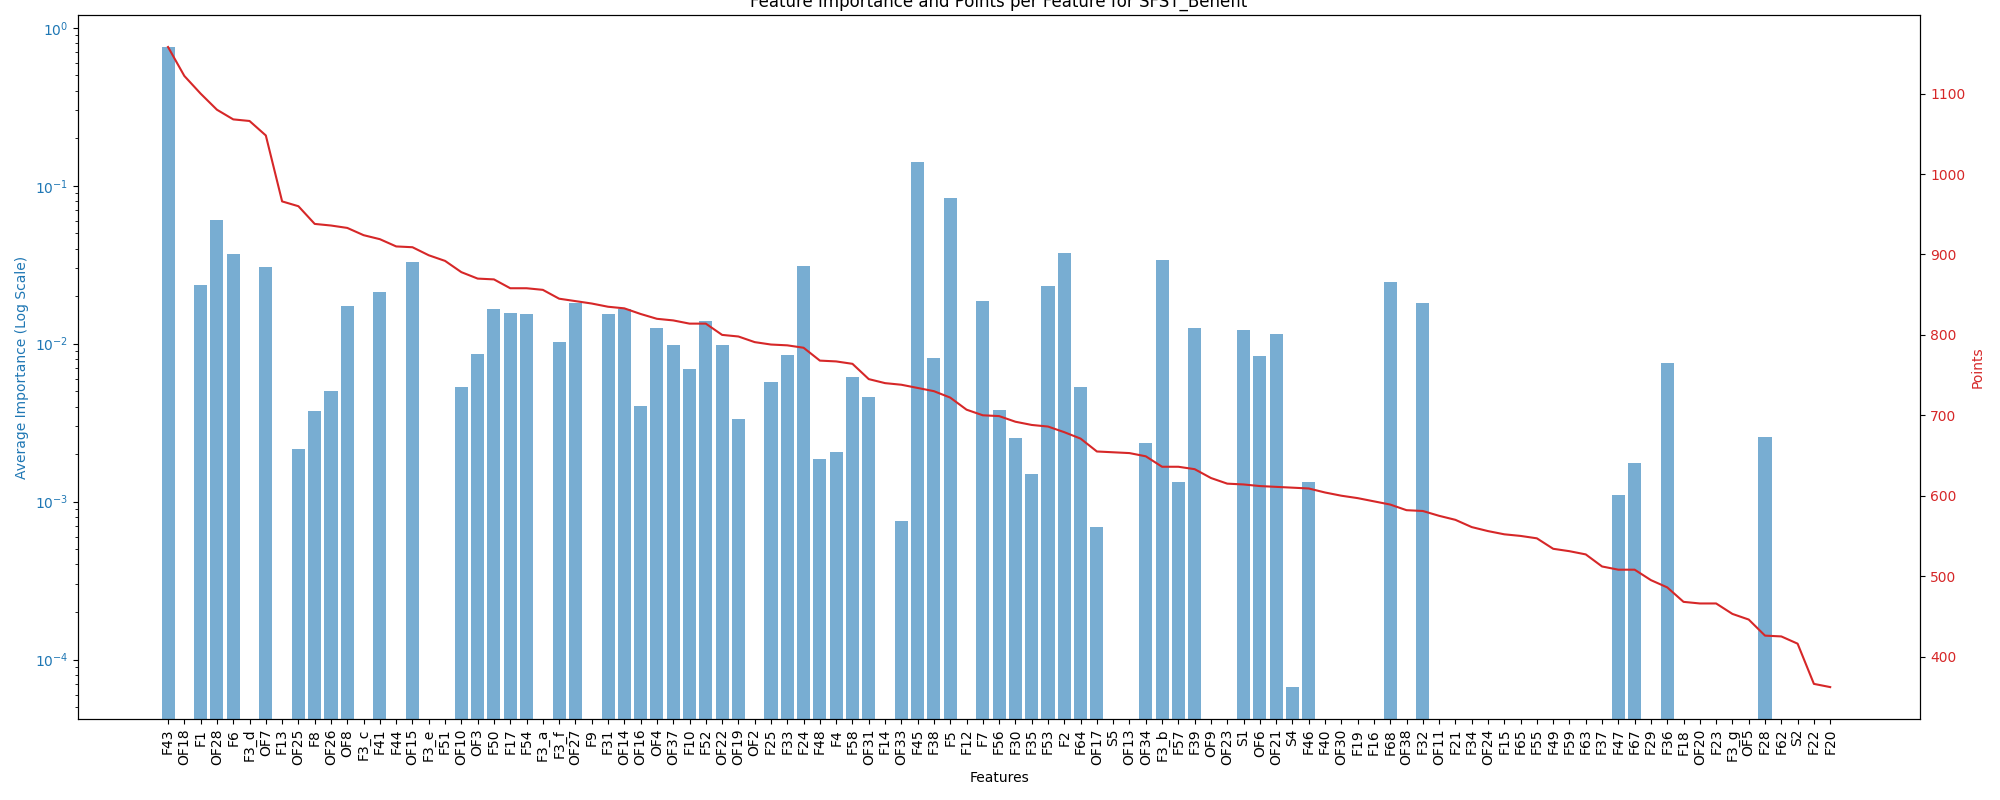 Feature Importance and Points per Feature for SFST_Benefit
10^0
10^-1
10^-2
10^-3
10^-4
Average Importance (Log Scale)
1100
1000
900
800
700
600
500
400
Points
F43 OF18 F1 OF28 F6 F3_d OF7 F13 OF25 F8 OF26 OF8 F3_c F41 F44 OF15 F3_e F51 OF10 OF3 F50 F17 F54 F3_a F3_f OF27 F9 F31 OF14 OF16 OF4 OF37 F10 F52 OF22 OF19 OF2 F25 F33 F24 F48 F4 F58 OF31 F14 OF33 F45 F38 F5 F12 F7 F56 F30 F35 F53 F2 F64 OF17 S5 OF13 OF34 F3_b F57 F39 OF9 OF23 S1 OF6 OF21 S4 F46 F40 OF30 F19 F16 F68 OF38 F32 OF11 F21 F34 OF24 F15 F65 F55 F49 F59 F63 F37 F47 F67 F29 F36 F18 OF20 F23 F3_g OF5 F28 F62 S2 F22 F20
Features